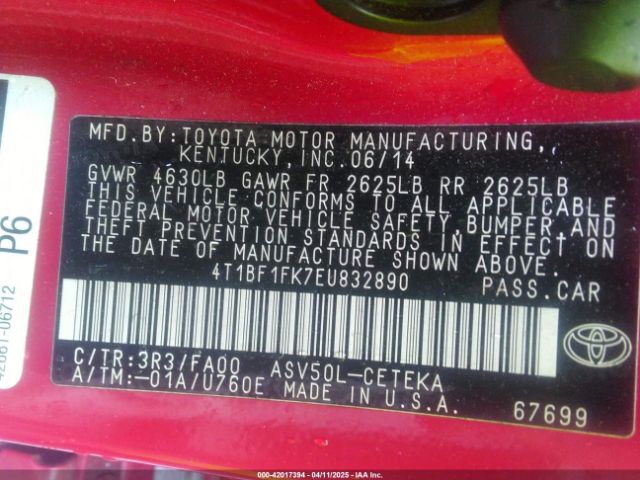 MFD.BY:TOYOTA MOTOR MANUFACTURING,
KENTUCKY,INC.06/14
GVWR 4630LB GAWR FR 2625LB RR 2625LB
THIS VEHICLE CONFORMS TO ALL APPLICABLE
FEDERAL MOTOR VEHICLE SAFETY,BUMPER,AND
THEFT PREVENTION STANDARDS IN EFFECT ON
THE DATE OF MANUFACTURE SHOWN ABOVE.
4T1BF1FK7EU832890 PASS.CAR
C/TR:3R3/FA00 ASV50L-CETEKA
A/TM:-01A/U760E MADE IN U.S.A.
67699
TOYOTA
P6
42661-06712
000-42017394 - 04/11/2025 - IAA Inc.